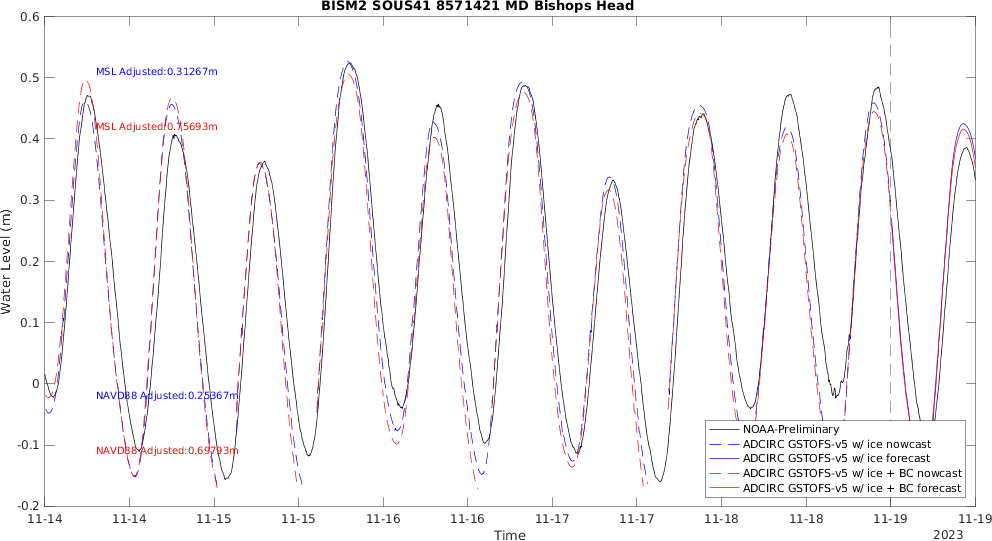 BISM2 SOUS41 8571421 MD Bishops Head
0.6
0.5
0.4
0.3
0.2
0.1
0
-0.1
-0.2
Water Level (m)
MSL Adjusted:0.31267m
MSL Adjusted:0.75693m
NAVD88 Adjusted:0.25367m
NAVD88 Adjusted:0.69793m
NOAA-Preliminary
ADCIRC GSTOFS-v5 w/ ice nowcast
ADCIRC GSTOFS-v5 w/ ice forecast
ADCIRC GSTOFS-v5 w/ ice + BC nowcast
ADCIRC GSTOFS-v5 w/ ice + BC forecast
11-14 11-14 11-15 11-15 11-16 11-16 11-17 11-17 11-18 11-18 11-19 11-19
Time
2023